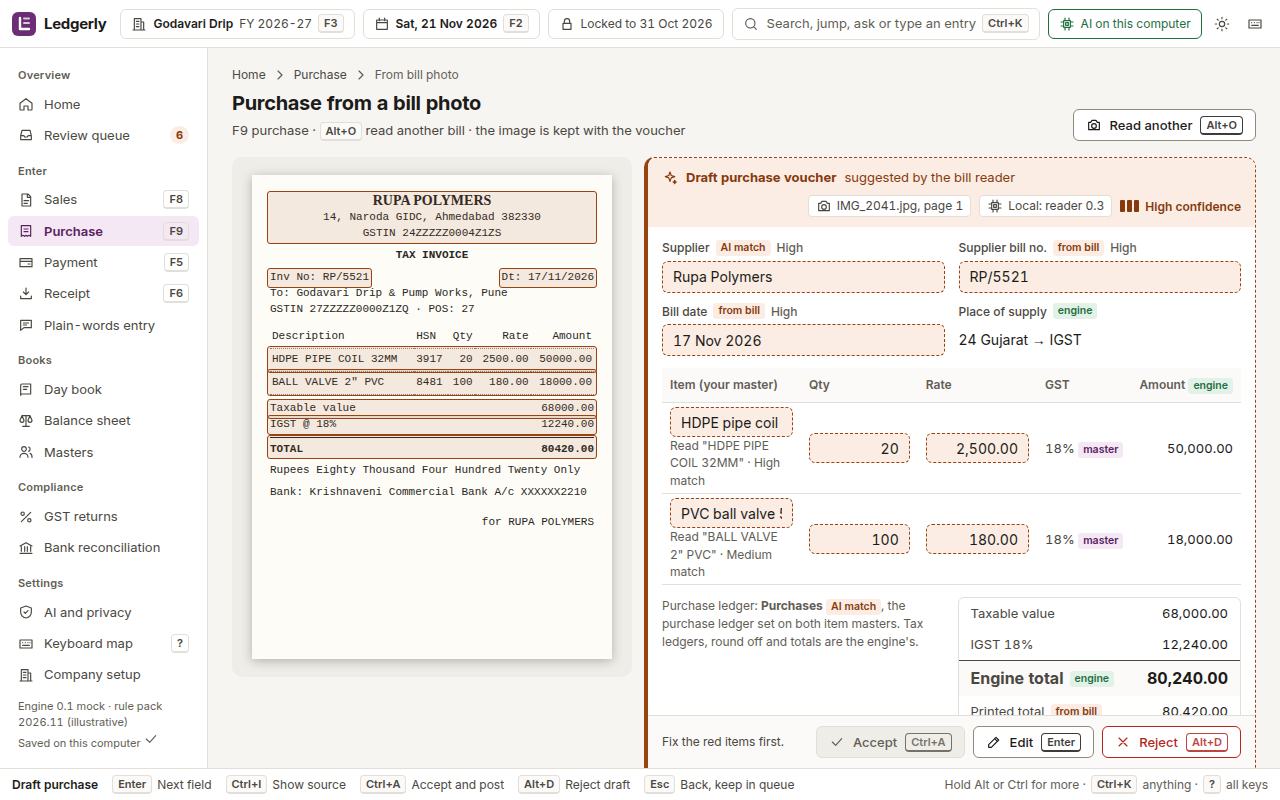 Ledgerly
Godavari Drip FY 2026-27 F3
Sat, 21 Nov 2026 F2
Locked to 31 Oct 2026
Search, jump, ask or type an entry Ctrl+K
AI on this computer
Overview
Home
Review queue 6
Enter
Sales F8
Purchase F9
Payment F5
Receipt F6
Plain-words entry
Books
Day book
Balance sheet
Masters
Compliance
GST returns
Bank reconciliation
Settings
AI and privacy
Keyboard map ?
Company setup
Engine 0.1 mock · rule pack
2026.11 (illustrative)
Saved on this computer
Home > Purchase > From bill photo
Purchase from a bill photo
F9 purchase · Alt+O read another bill · the image is kept with the voucher
Read another Alt+O
RUPA POLYMERS
14, Naroda GIDC, Ahmedabad 382330
GSTIN 24ZZZZZ0004Z1ZS
TAX INVOICE
Inv No: RP/5521 Dt: 17/11/2026
To: Godavari Drip & Pump Works, Pune
GSTIN 27ZZZZZ0000Z1ZQ · POS: 27
Description HSN Qty Rate Amount
HDPE PIPE COIL 32MM 3917 20 2500.00 50000.00
BALL VALVE 2" PVC 8481 100 180.00 18000.00
Taxable value 68000.00
IGST @ 18% 12240.00
TOTAL 80420.00
Rupees Eighty Thousand Four Hundred Twenty Only
Bank: Krishnaveni Commercial Bank A/c XXXXXX2210
for RUPA POLYMERS
Draft purchase voucher suggested by the bill reader
IMG_2041.jpg, page 1 Local: reader 0.3 High confidence
Supplier AI match High
Rupa Polymers
Supplier bill no. from bill High
RP/5521
Bill date from bill High
17 Nov 2026
Place of supply engine
24 Gujarat → IGST
Item (your master) Qty Rate GST Amount engine
HDPE pipe coil 20 2,500.00 18% master 50,000.00
Read "HDPE PIPE
COIL 32MM" · High
match
PVC ball valve 100 180.00 18% master 18,000.00
Read "BALL VALVE
2" PVC" · Medium
match
Purchase ledger: Purchases AI match, the
purchase ledger set on both item masters. Tax
ledgers, round off and totals are the engine's.
Taxable value 68,000.00
IGST 18% 12,240.00
Engine total engine 80,240.00
Printed total from bill 80,420.00
Fix the red items first.
Accept Ctrl+A
Edit Enter
Reject Alt+D
Draft purchase Enter Next field Ctrl+I Show source Ctrl+A Accept and post Alt+D Reject draft Esc Back, keep in queue
Hold Alt or Ctrl for more · Ctrl+K anything · ? all keys